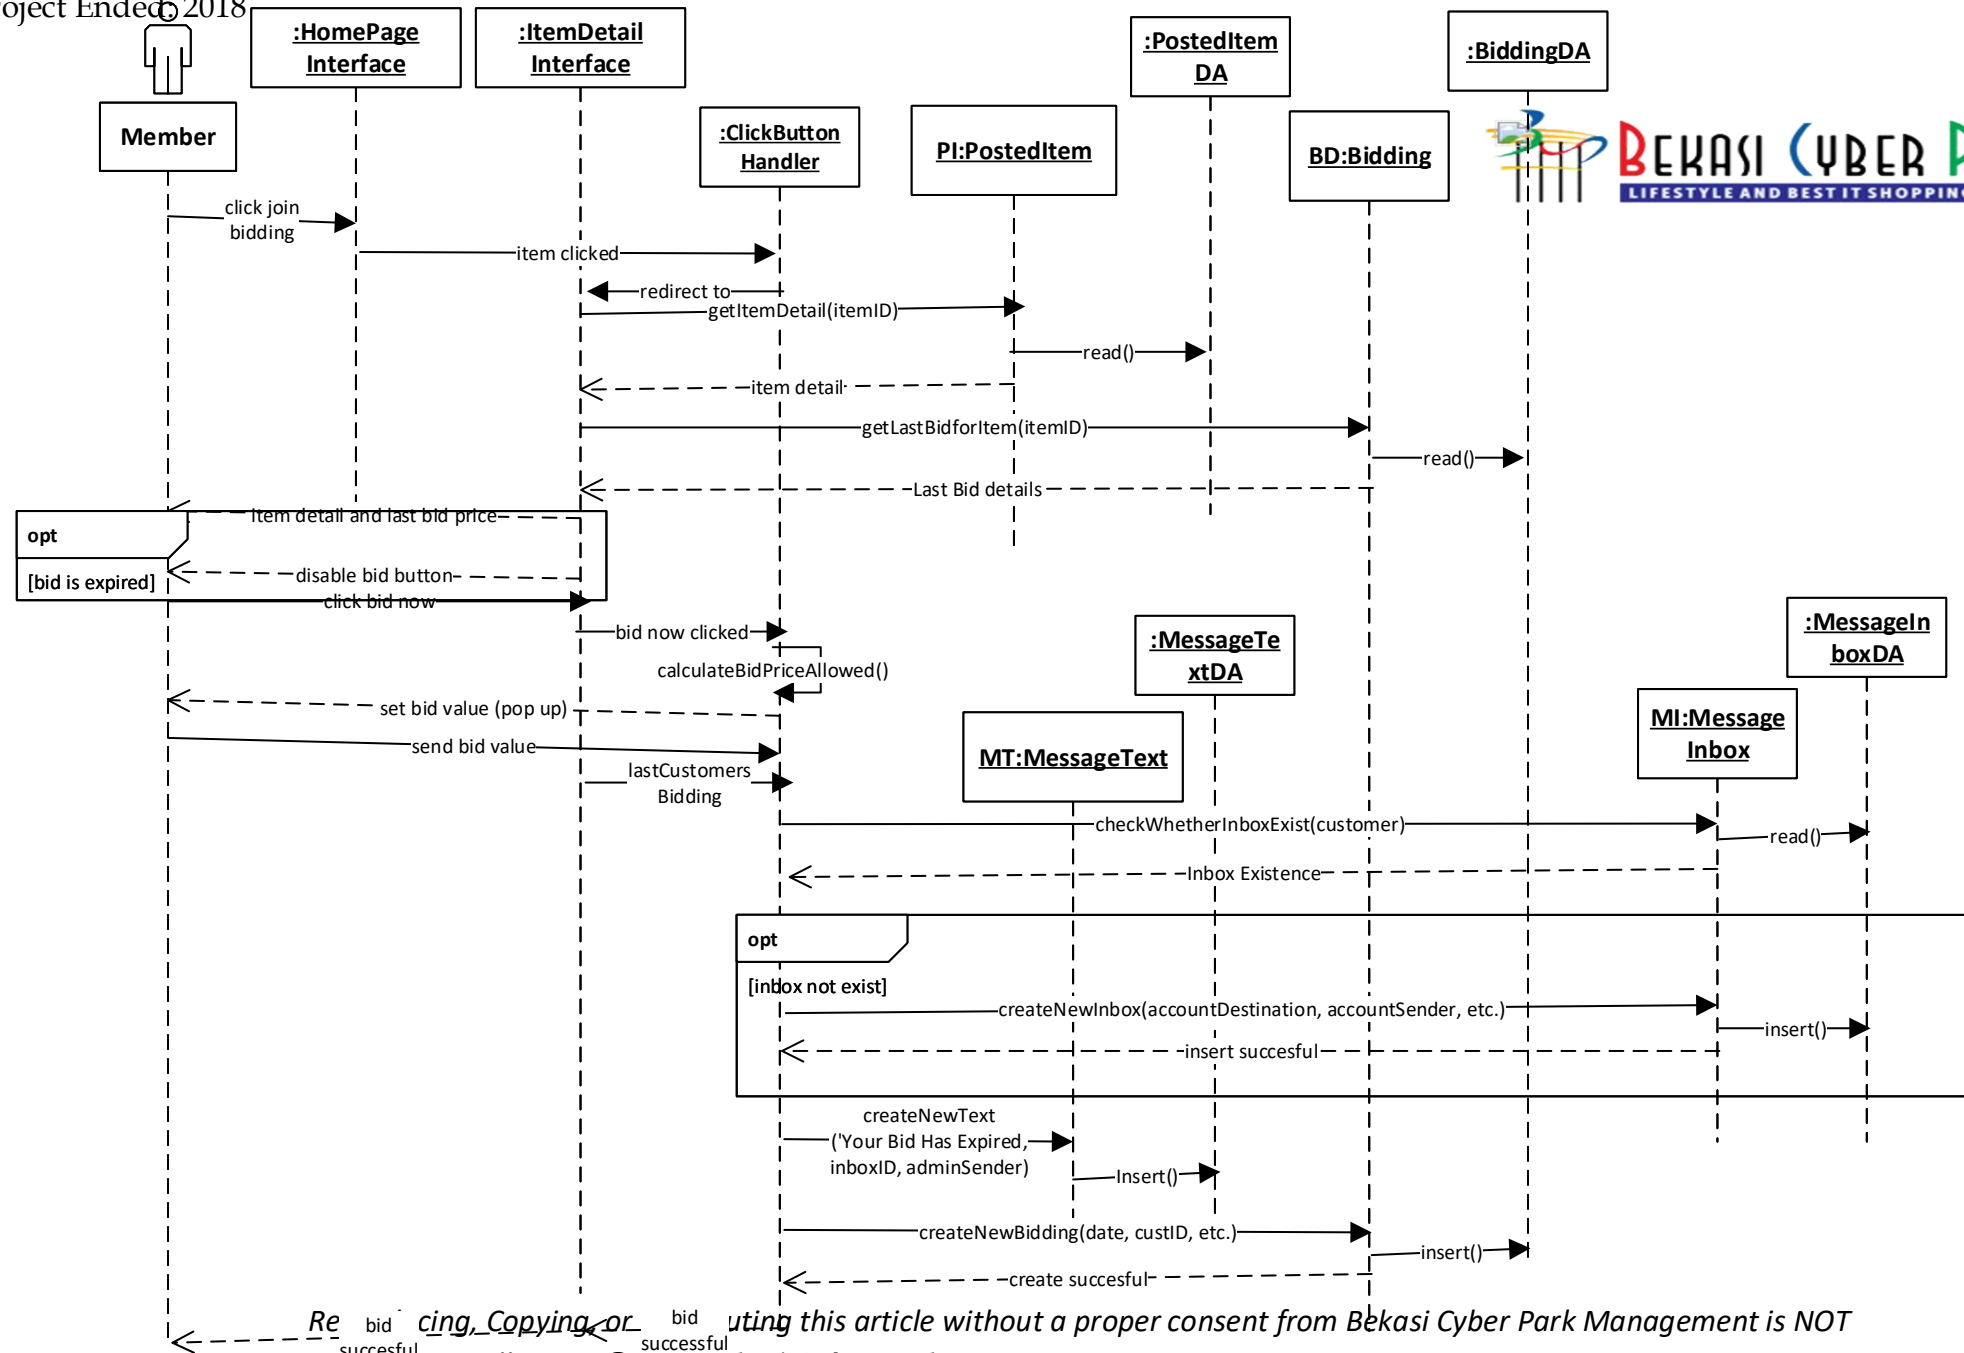 oject Ended: 2018
:HomePage
Interface
:ItemDetail
Interface
:PostedItem
DA
:BiddingDA
Member
:ClickButton
Handler
PI:PostedItem
BD:Bidding
BEKASI CYBER P
LIFESTYLE AND BEST IT SHOPPING
click join
bidding
item clicked
redirect to
getItemDetail(itemID)
read()
item detail
getLastBidforItem(itemID)
read()
Last Bid details
item detail and last bid price
opt
[bid is expired]
disable bid button
click bid now
bid now clicked
calculateBidPriceAllowed()
:MessageTe
xtDA
:MessageIn
boxDA
set bid value (pop up)
MI:Message
Inbox
send bid value
MT:MessageText
lastCustomers
Bidding
checkWhetherInboxExist(customer)
read()
Inbox Existence
opt
[inbox not exist]
createNewInbox(accountDestination, accountSender, etc.)
insert()
insert succesful
createNewText
('Your Bid Has Expired,
inboxID, adminSender)
Insert()
createNewBidding(date, custID, etc.)
insert()
create succesful
bid
succesful
bid
successful
Re cing, Copying, or uting this article without a proper consent from Bekasi Cyber Park Management is NOT